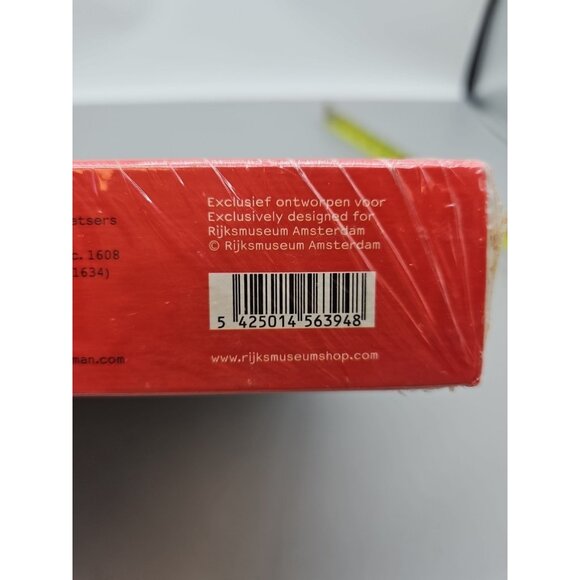 etsers
c. 1608
1634)
man.com
Exclusief ontworpen voor
Exclusively designed for
Rijksmuseum Amsterdam
© Rijksmuseum Amsterdam
5 425014 563948
www.rijksmuseumshop.com